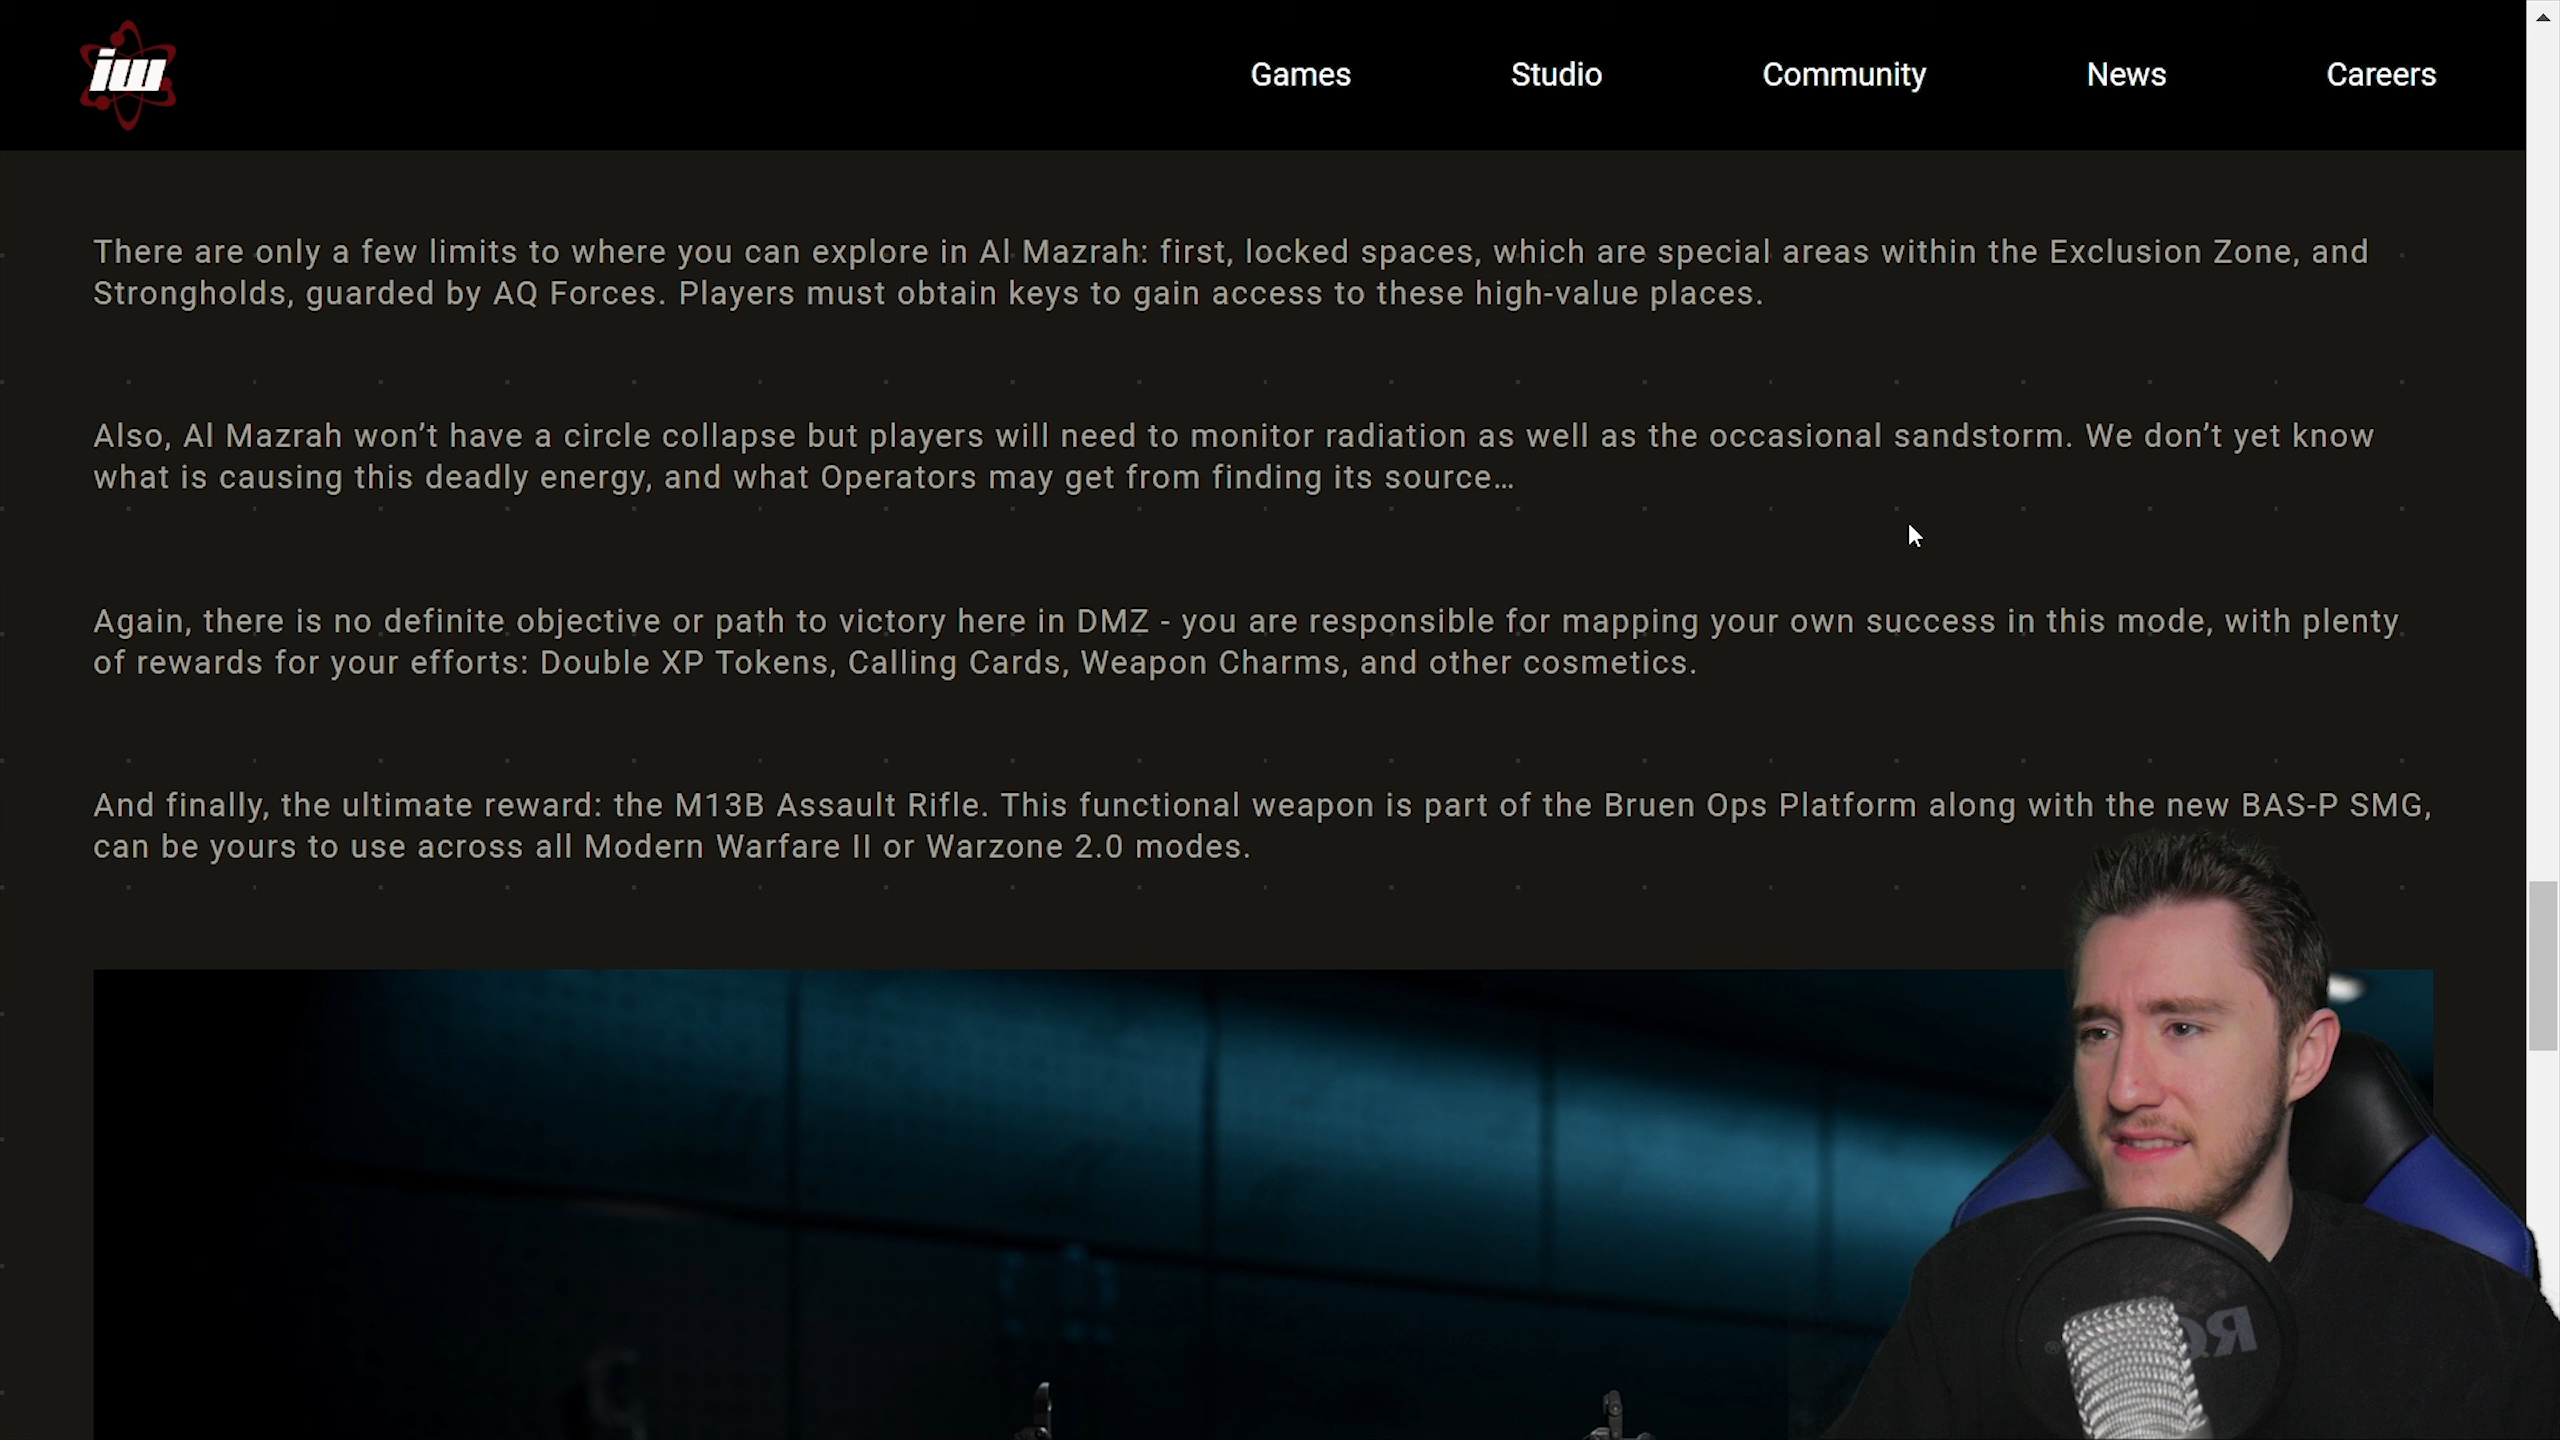 iw
Games
Studio
Community
News
Careers
There are only a few limits to where you can explore in Al Mazrah: first, locked spaces, which are special areas within the Exclusion Zone, and
Strongholds, guarded by AQ Forces. Players must obtain keys to gain access to these high-value places.
Also, Al Mazrah won’t have a circle collapse but players will need to monitor radiation as well as the occasional sandstorm. We don’t yet know
what is causing this deadly energy, and what Operators may get from finding its source…
Again, there is no definite objective or path to victory here in DMZ - you are responsible for mapping your own success in this mode, with plenty
of rewards for your efforts: Double XP Tokens, Calling Cards, Weapon Charms, and other cosmetics.
And finally, the ultimate reward: the M13B Assault Rifle. This functional weapon is part of the Bruen Ops Platform along with the new BAS-P SMG,
can be yours to use across all Modern Warfare II or Warzone 2.0 modes.